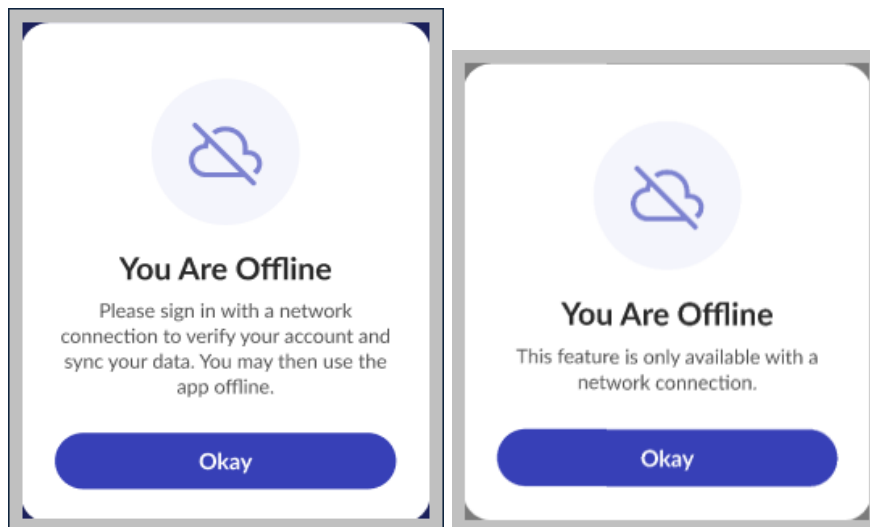 You Are Offline
Please sign in with a network
connection to verify your account and
sync your data. You may then use the
app offline.
Okay
You Are Offline
This feature is only available with a
network connection.
Okay